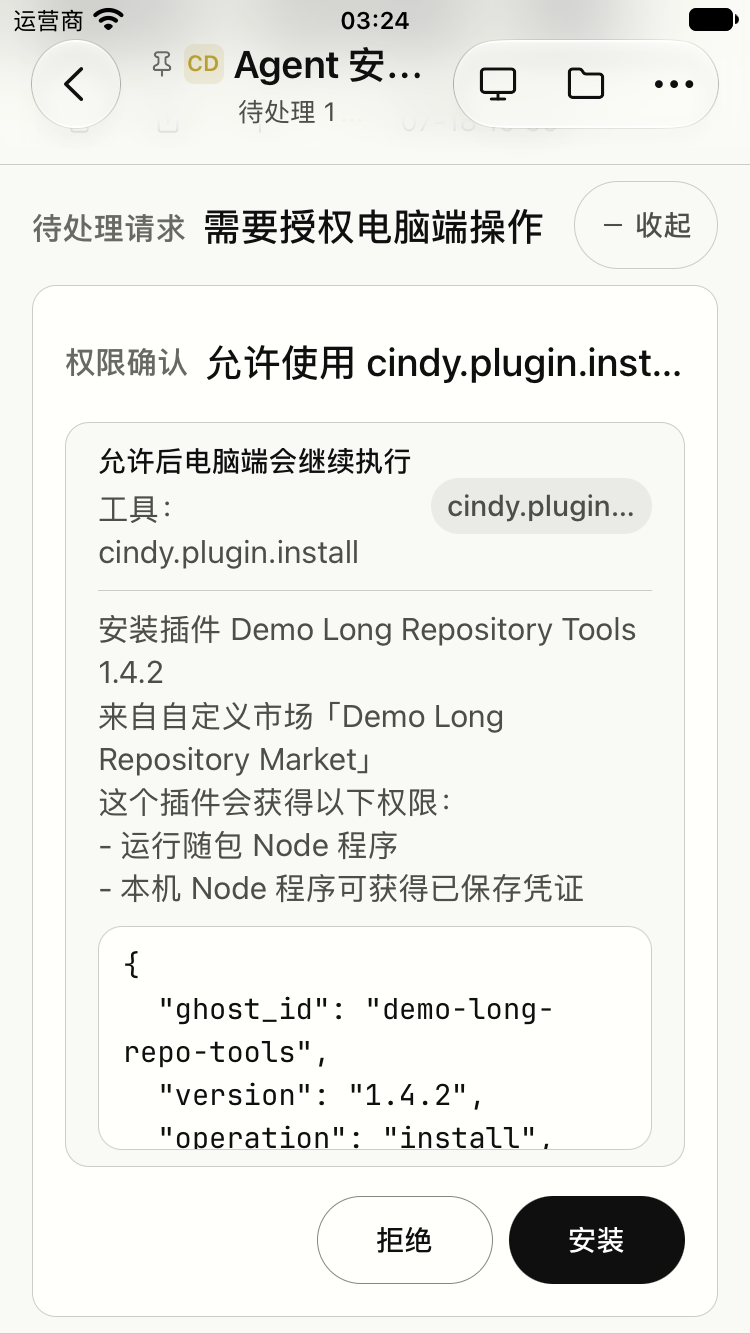 运营商
03:24
CD Agent 安...
待处理 1
待处理请求 需要授权电脑端操作
收起
权限确认 允许使用 cindy.plugin.inst...
允许后电脑端会继续执行
工具：
cindy.plugin...
cindy.plugin.install
安装插件 Demo Long Repository Tools
1.4.2
来自自定义市场「Demo Long
Repository Market」
这个插件会获得以下权限：
- 运行随包 Node 程序
- 本机 Node 程序可获得已保存凭证
{
"ghost_id": "demo-long-
repo-tools",
"version": "1.4.2",
"operation": "install",
拒绝
安装